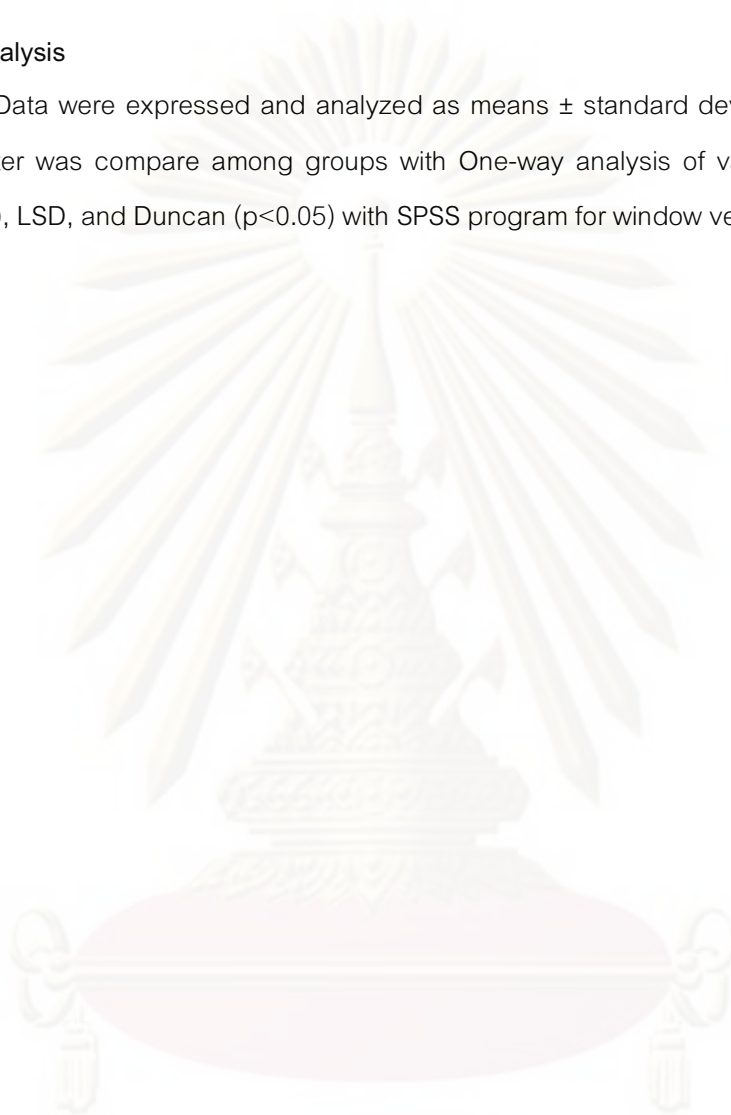 alysis
Data were expressed and analyzed as means ± standard dev
ter was compare among groups with One-way analysis of v
), LSD, and Duncan (p<0.05) with SPSS program for window ve